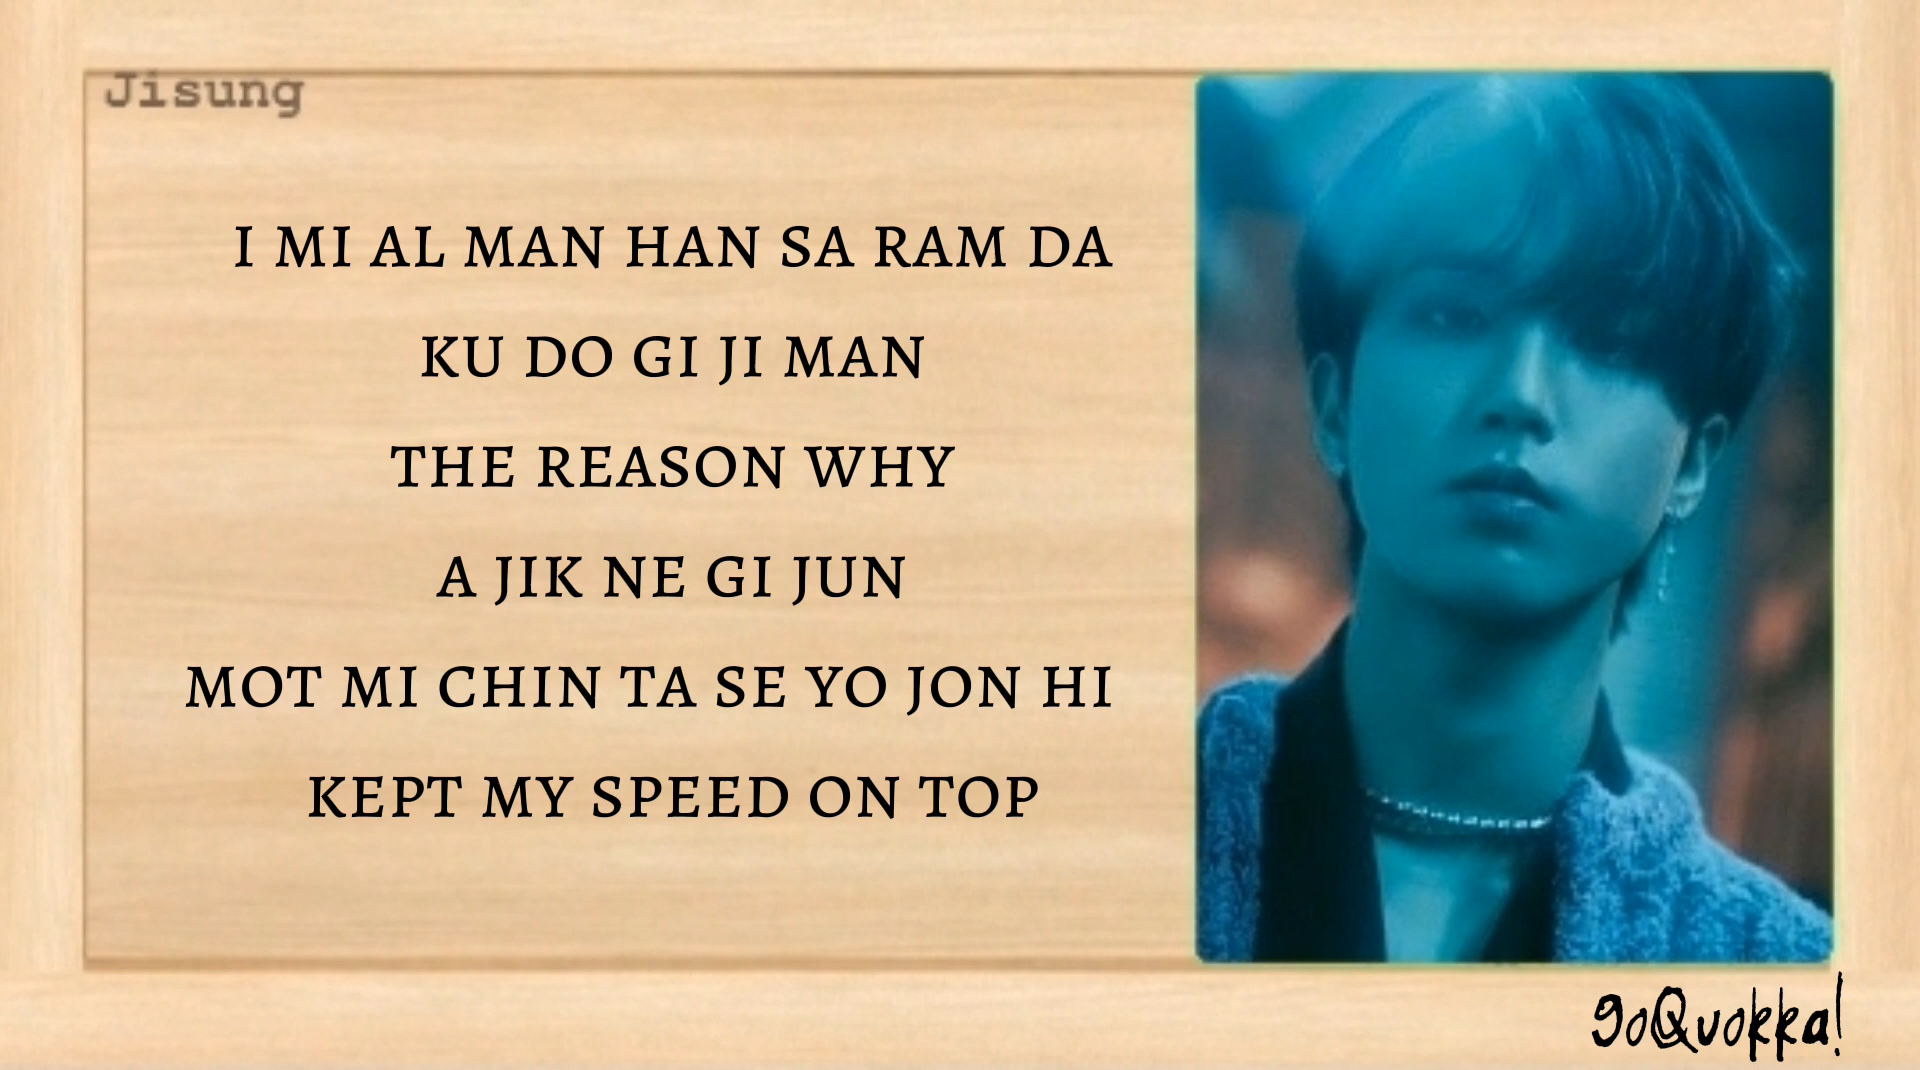 Jisung
I MI AL MAN HAN SA RAM DA
KU DO GI JI MAN
THE REASON WHY
A JIK NE GI JUN
MOT MI CHIN TA SE YO JON HI
KEPT MY SPEED ON TOP
goQuokka!